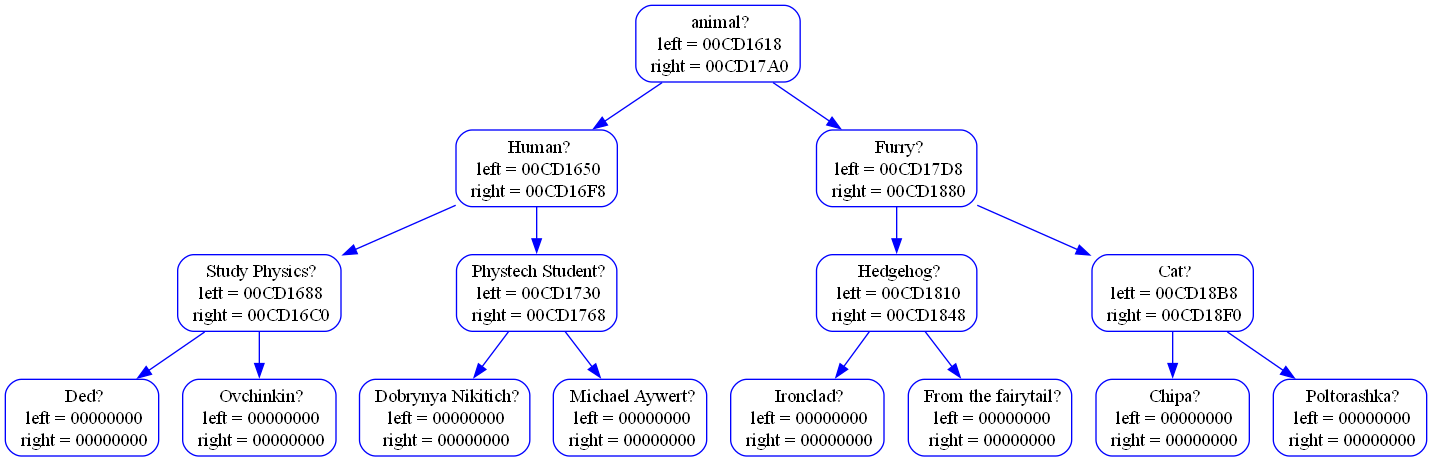 animal?
left = 00CD1618
right = 00CD17A0
Human?
left = 00CD1650
right = 00CD16F8
Furry?
left = 00CD17D8
right = 00CD1880
Study Physics?
left = 00CD1688
right = 00CD16C0
Phystech Student?
left = 00CD1730
right = 00CD1768
Hedgehog?
left = 00CD1810
right = 00CD1848
Cat?
left = 00CD18B8
right = 00CD18F0
Ded?
left = 00000000
right = 00000000
Ovchinkin?
left = 00000000
right = 00000000
Dobrynya Nikitich?
left = 00000000
right = 00000000
Michael Aywert?
left = 00000000
right = 00000000
Ironclad?
left = 00000000
right = 00000000
From the fairytail?
left = 00000000
right = 00000000
Chipa?
left = 00000000
right = 00000000
Poltorashka?
left = 00000000
right = 00000000